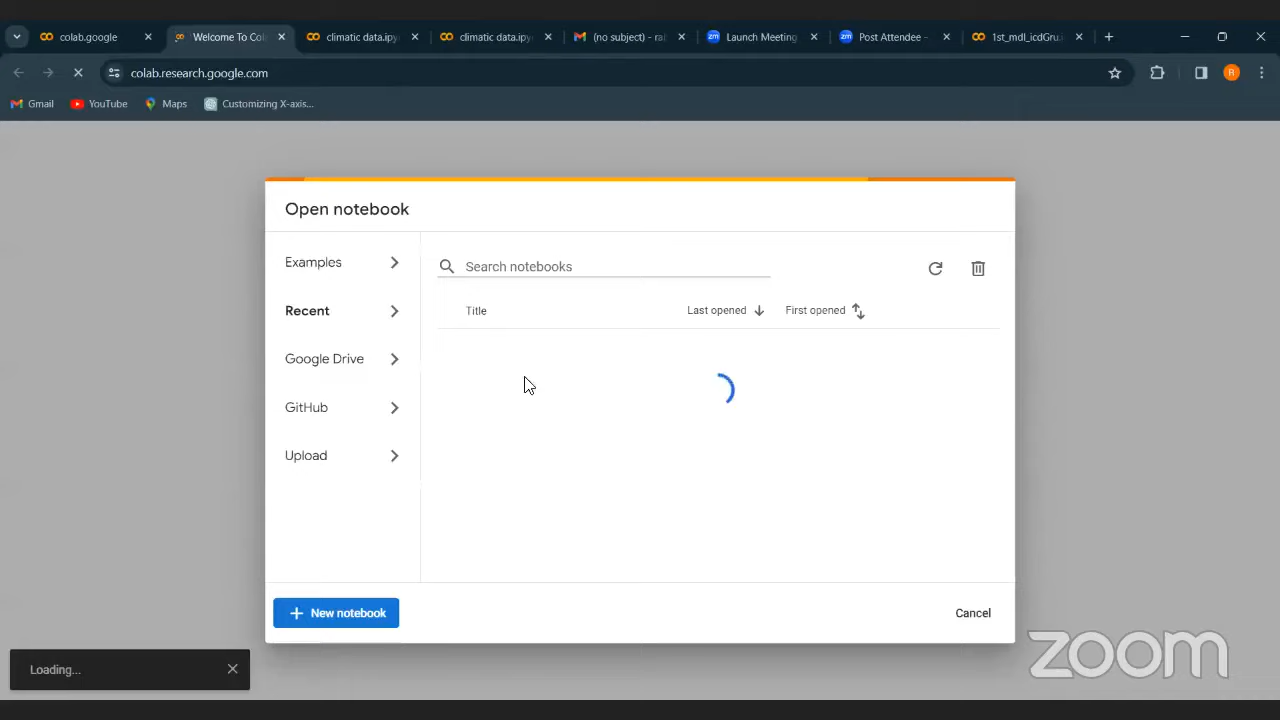 colab.google
Welcome To Col
climatic data.ipy
climatic data.ipy
(no subject) - ral
Launch Meeting
Post Attendee -
1st_mdl_icdGru.
colab.research.google.com
R
Gmail
YouTube
Maps
Customizing X-axis...
Open notebook
Examples
Recent
Google Drive
GitHub
Upload
Search notebooks
Title
Last opened
First opened
New notebook
Cancel
Loading...
zoom